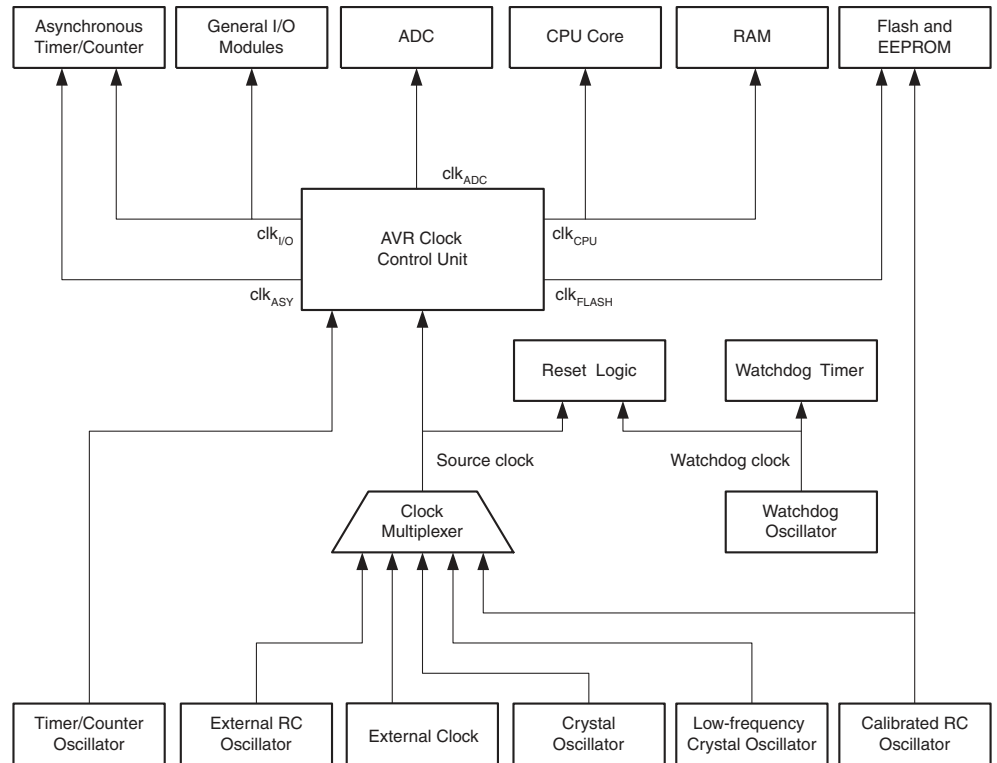 Asynchronous
Timer/Counter
General I/O
Modules
ADC
CPU Core
RAM
Flash and
EEPROM
clkADC
clkI/O
AVR Clock
Control Unit
clkCPU
clkASY
clkFLASH
Reset Logic
Watchdog Timer
Source clock
Watchdog clock
Clock
Multiplexer
Watchdog
Oscillator
Timer/Counter
Oscillator
External RC
Oscillator
External Clock
Crystal
Oscillator
Low-frequency
Crystal Oscillator
Calibrated RC
Oscillator